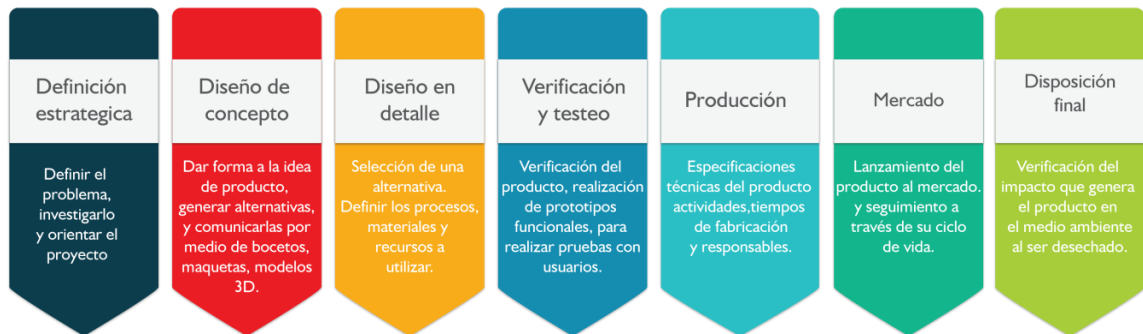 Definición
estrategica
Definir el
problema,
investigarlo
y orientar el
proyecto
Diseño de
concepto
Dar forma a la idea
de producto,
generar alternativas,
y comunicarlas por
medio de bocetos,
maquetas, modelos
3D.
Diseño en
detalle
Selección de una
alternativa.
Definir los procesos,
materiales y
recursos a
utilizar.
Verificación
y testeo
Verificación del
producto, realización
de prototipos
funcionales, para
realizar pruebas con
usuarios.
Producción
Especificaciones
técnicas del producto
actividades,tiempos
de fabricación
y responsables.
Mercado
Lanzamiento del
producto al mercado.
y seguimiento a
través de su ciclo
de vida.
Disposición
final
Verificación del
impacto que genera
el producto en
el medio ambiente
al ser desechado.